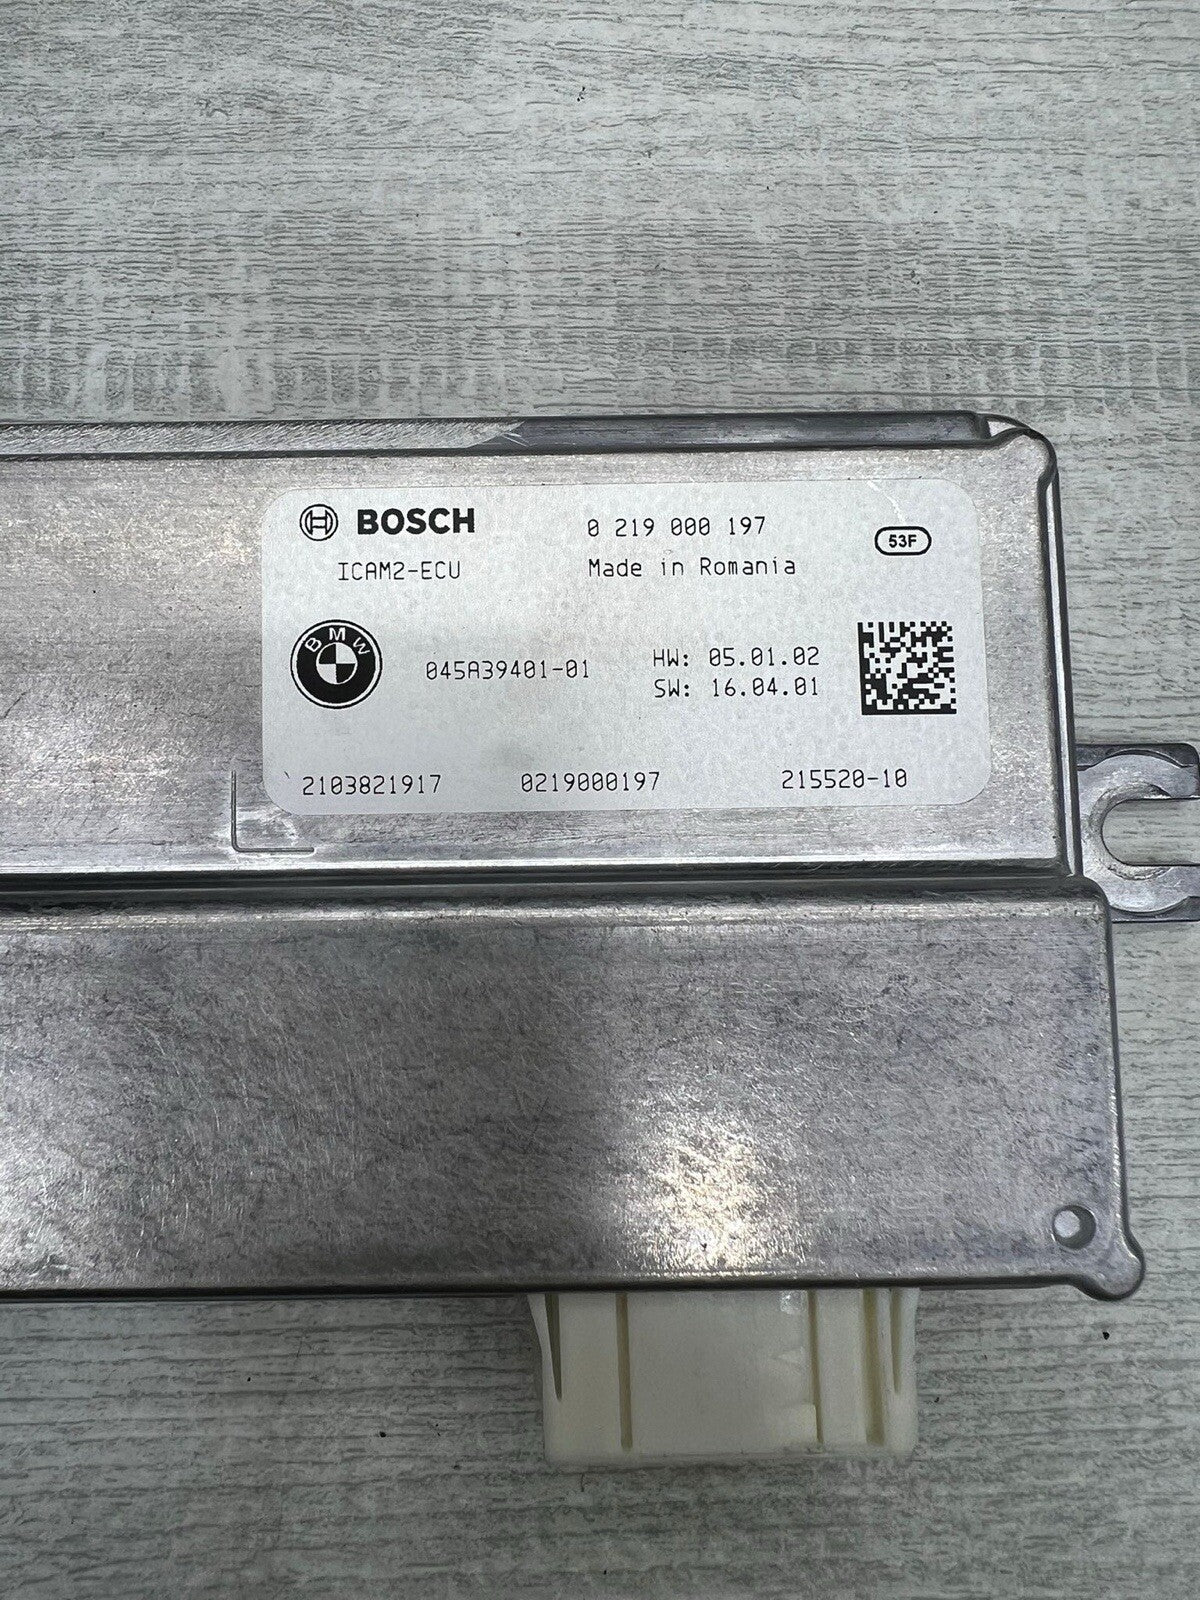 BOSCH
0 219 000 197
53F
ICAM2-ECU
Made in Romania
BMW
045A39401-01
HW: 05.01.02
SW: 16.04.01
2103821917
0219000197
215520-10